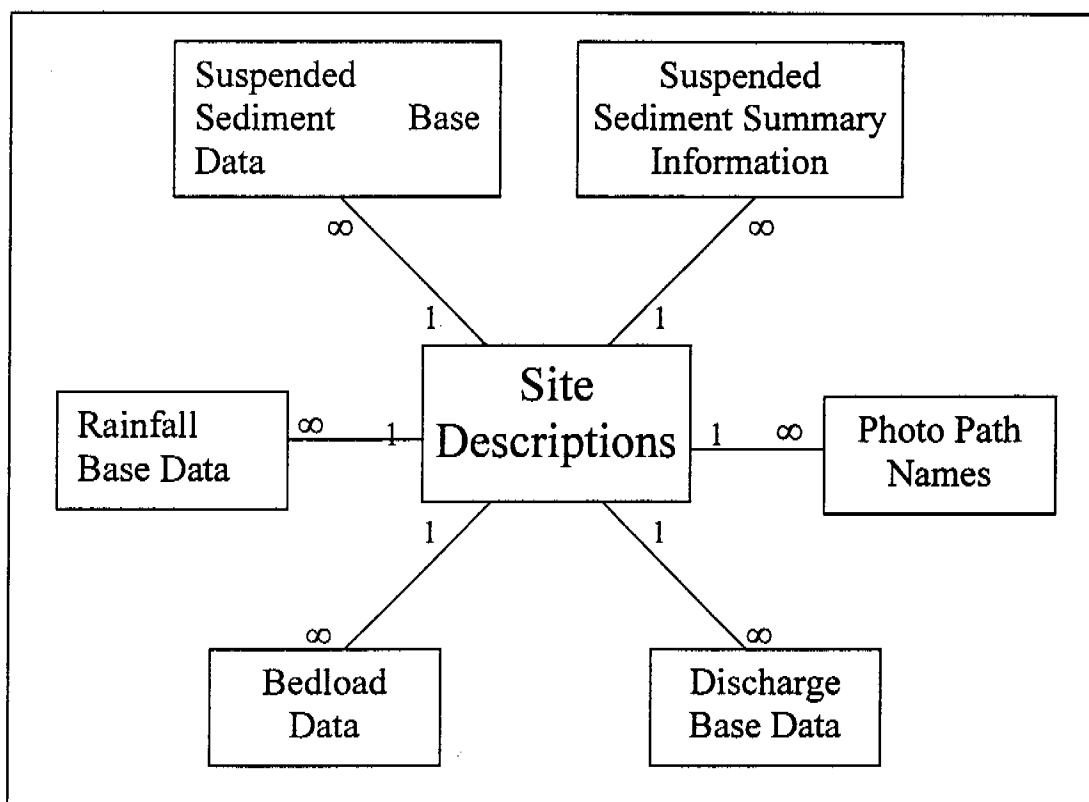 Suspended
Sediment Base
Data
Suspended
Sediment Summary
Information
∞
∞
1
1
Site
Descriptions
Rainfall
Base Data
∞
1
1
∞
Photo Path
Names
1
1
∞
∞
Bedload
Data
Discharge
Base Data